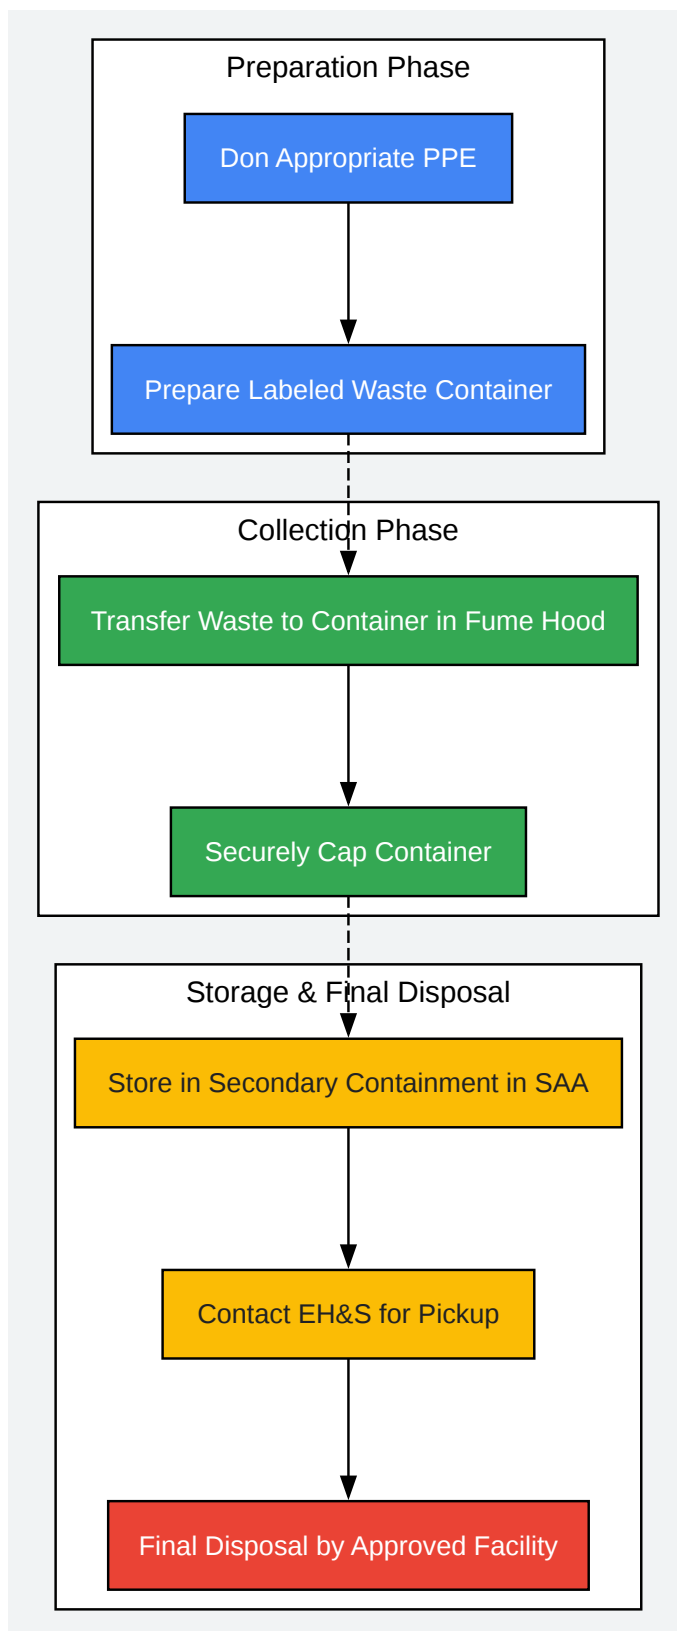 Preparation Phase
Don Appropriate PPE
Prepare Labeled Waste Container
Collection Phase
Transfer Waste to Container in Fume Hood
Securely Cap Container
Storage & Final Disposal
Store in Secondary Containment in SAA
Contact EH&S for Pickup
Final Disposal by Approved Facility